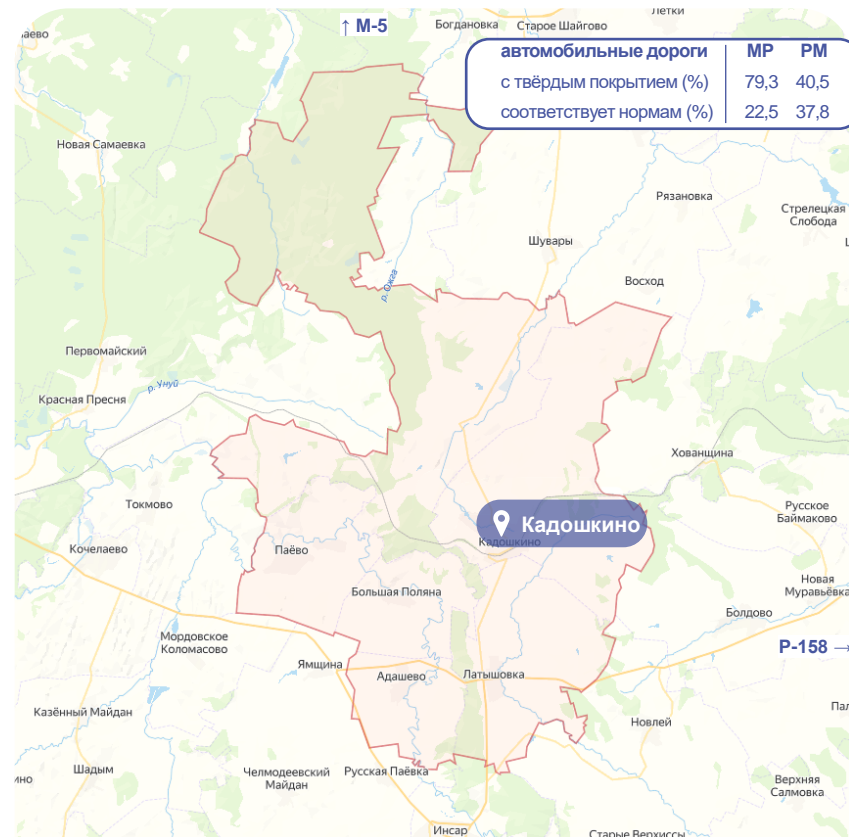 Летки
Богдановка
Старое Шайгово
↑ М-5
автомобильные дороги МР РМ
с твёрдым покрытием (%) 79,3 40,5
соответствует нормам (%) 22,5 37,8
Новая Самаевка
Рязановка
Стрелецкая
Слобода
Шувары
Восход
р. Ожга
Первомайский
р. Унуй
Красная Пресня
Хованщина
Токмово
Русское
Баймаково
Кадошкино
Кадошкино
Кочелаево
Паёво
Новая
Муравьёвка
Большая Поляна
Болдово
Мордовское
Коломасово
Р-158 →
Ямщина
Адашево
Латышовка
Казённый Майдан
Новлей
Шадым
Челмодеевский
Майдан
Русская Паёвка
Верхняя
Салмовка
Инсар
Старые Верхиссы